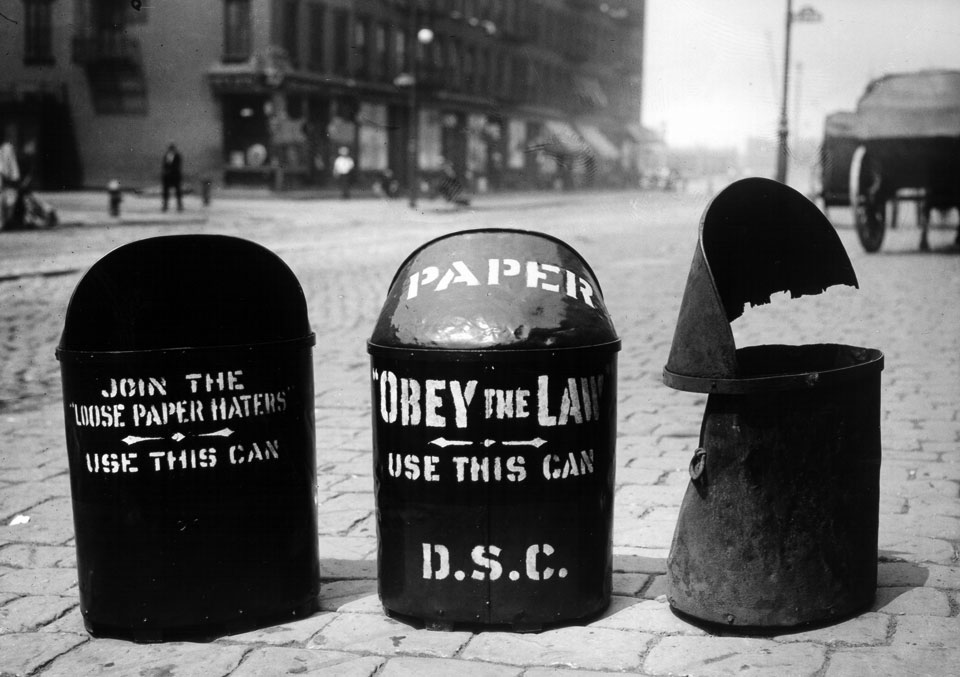 JOIN THE
"LOOSE PAPER HATERS"
USE THIS CAN
PAPER
"OBEY THE LAW
USE THIS CAN
D.S.C.